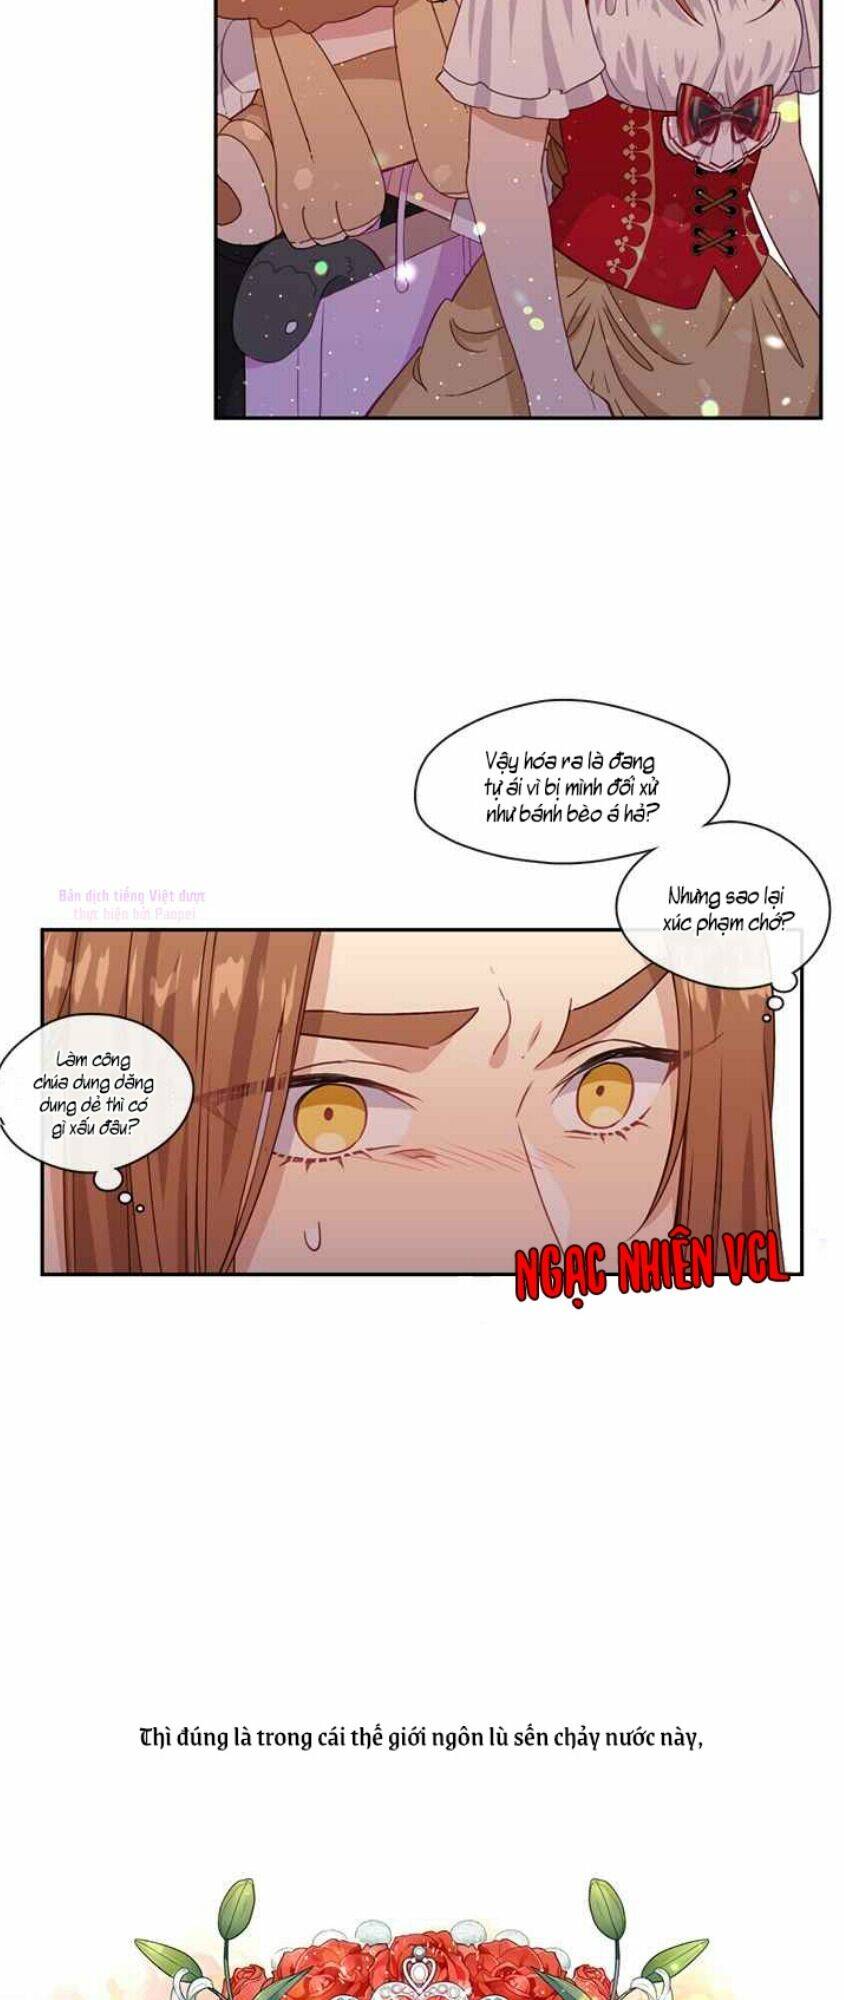 Vậy hóa ra là đang
tự ái vì bị mình đối xử
như bánh bèo á hả?
Nhưng sao lại
xúc phạm chớ?
Bản dịch tiếng Việt được
thực hiện bởi Panpei
Làm công
chúa dung dăng
dung dẻ thì có
gì xấu đâu?
NGẠC NHIÊN VCL
Thì đúng là trong cái thế giới ngôn lù sến chảy nước này,